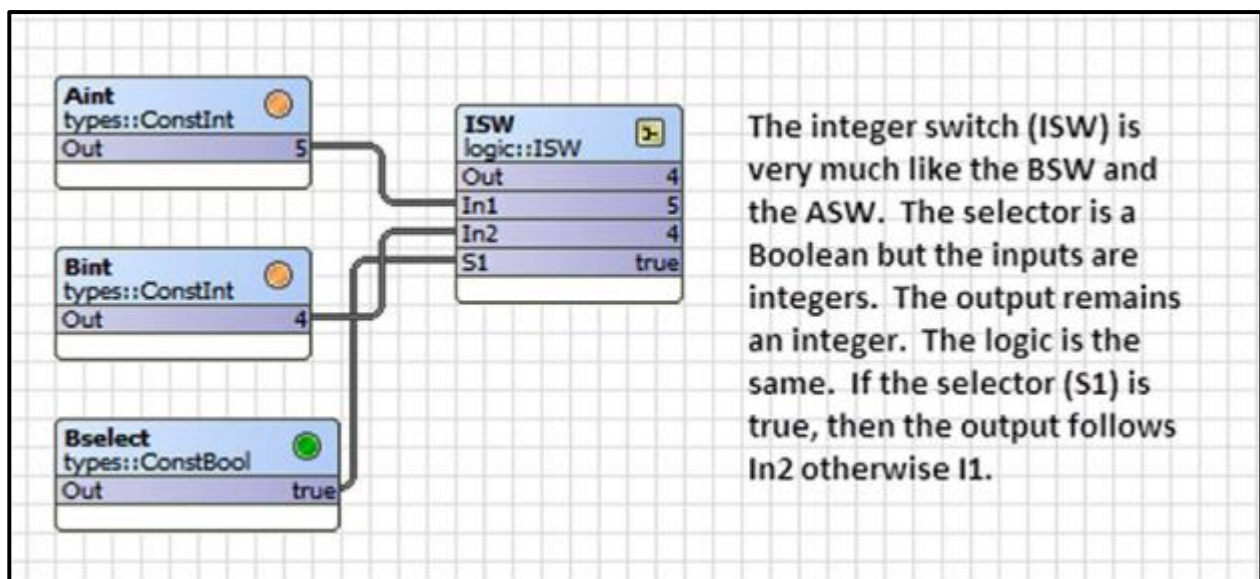 Aint
types::ConstInt
Out 5
Bint
types::ConstInt
Out 4
Bselect
types::ConstBool
Out true
ISW
logic::ISW
Out 4
In1 5
In2 4
S1 true
The integer switch (ISW) is
very much like the BSW and
the ASW. The selector is a
Boolean but the inputs are
integers. The output remains
an integer. The logic is the
same. If the selector (S1) is
true, then the output follows
In2 otherwise I1.